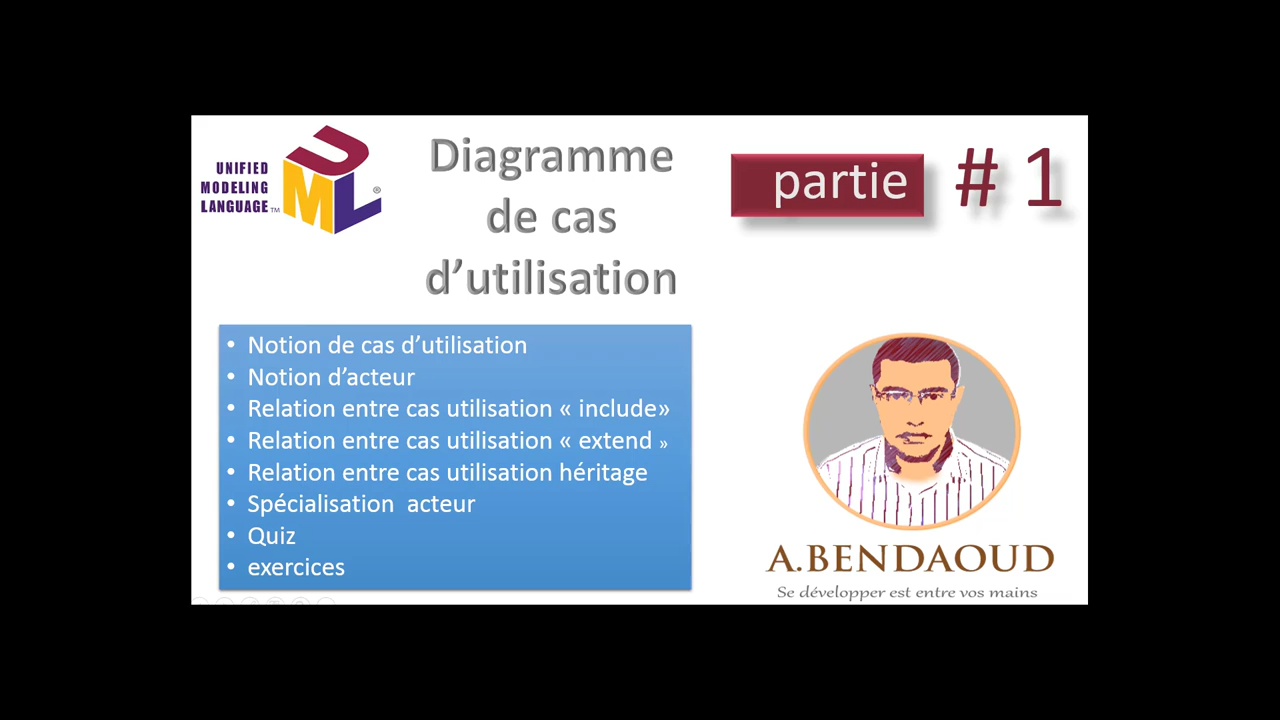 UNIFIED
MODELING
LANGUAGE™
UML®
Diagramme
de cas
d’utilisation
partie # 1
• Notion de cas d’utilisation
• Notion d’acteur
• Relation entre cas utilisation « include»
• Relation entre cas utilisation « extend »
• Relation entre cas utilisation héritage
• Spécialisation acteur
• Quiz
• exercices
A.BENDAOUD
Se développer est entre vos mains